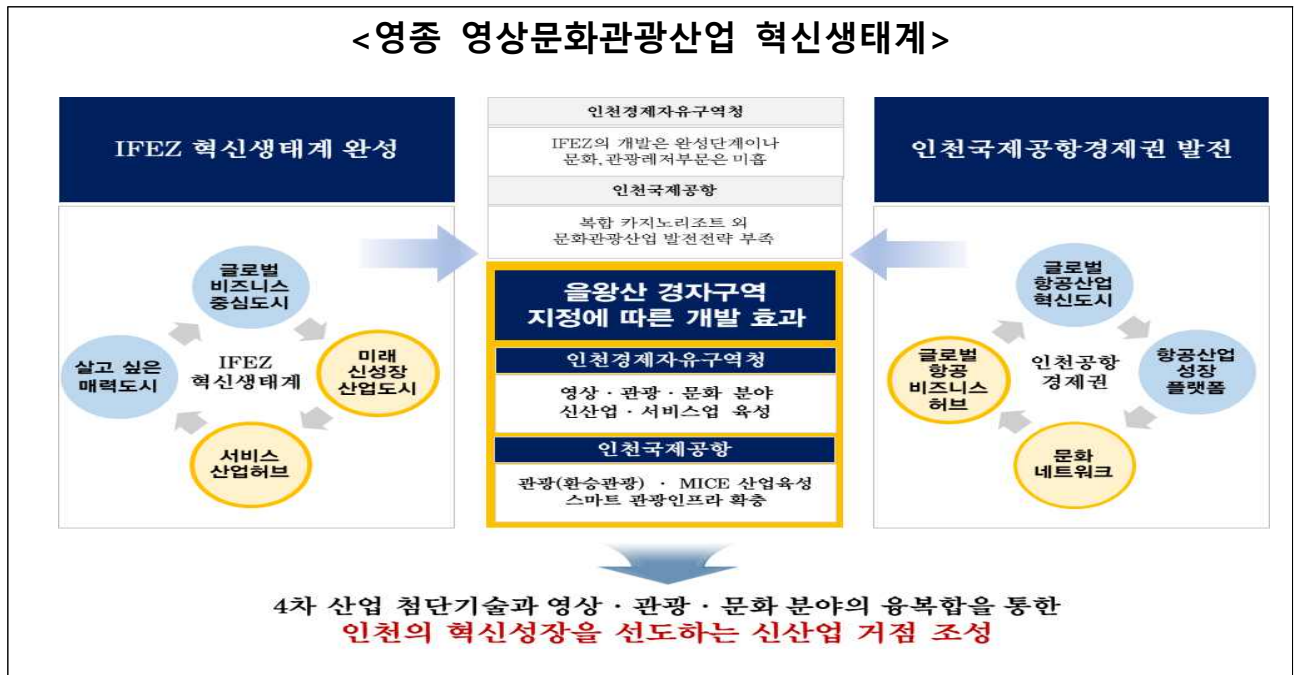 <영종 영상문화관광산업 혁신생태계>
IFEZ 혁신생태계 완성
글로벌
비즈니스
중심도시
살고 싶은
매력도시
IFEZ
혁신생태계
미래
신성장
산업도시
서비스
산업허브
인천경제자유구역청
IFEZ의 개발은 완성단계이나
문화, 관광레저부문은 미흡
인천국제공항
복합 카지노리조트 외
문화관광산업 발전전략 부족
을왕산 경자구역
지정에 따른 개발 효과
인천경제자유구역청
영상 · 관광 · 문화 분야
신산업 · 서비스업 육성
인천국제공항
관광(환승관광) · MICE 산업육성
스마트 관광인프라 확충
인천국제공항경제권 발전
글로벌
항공산업
혁신도시
글로벌
항공
비즈니스
허브
인천공항
경제권
항공산업
성장
플랫폼
문화
네트워크
4차 산업 첨단기술과 영상 · 관광 · 문화 분야의 융복합을 통한
인천의 혁신성장을 선도하는 신산업 거점 조성